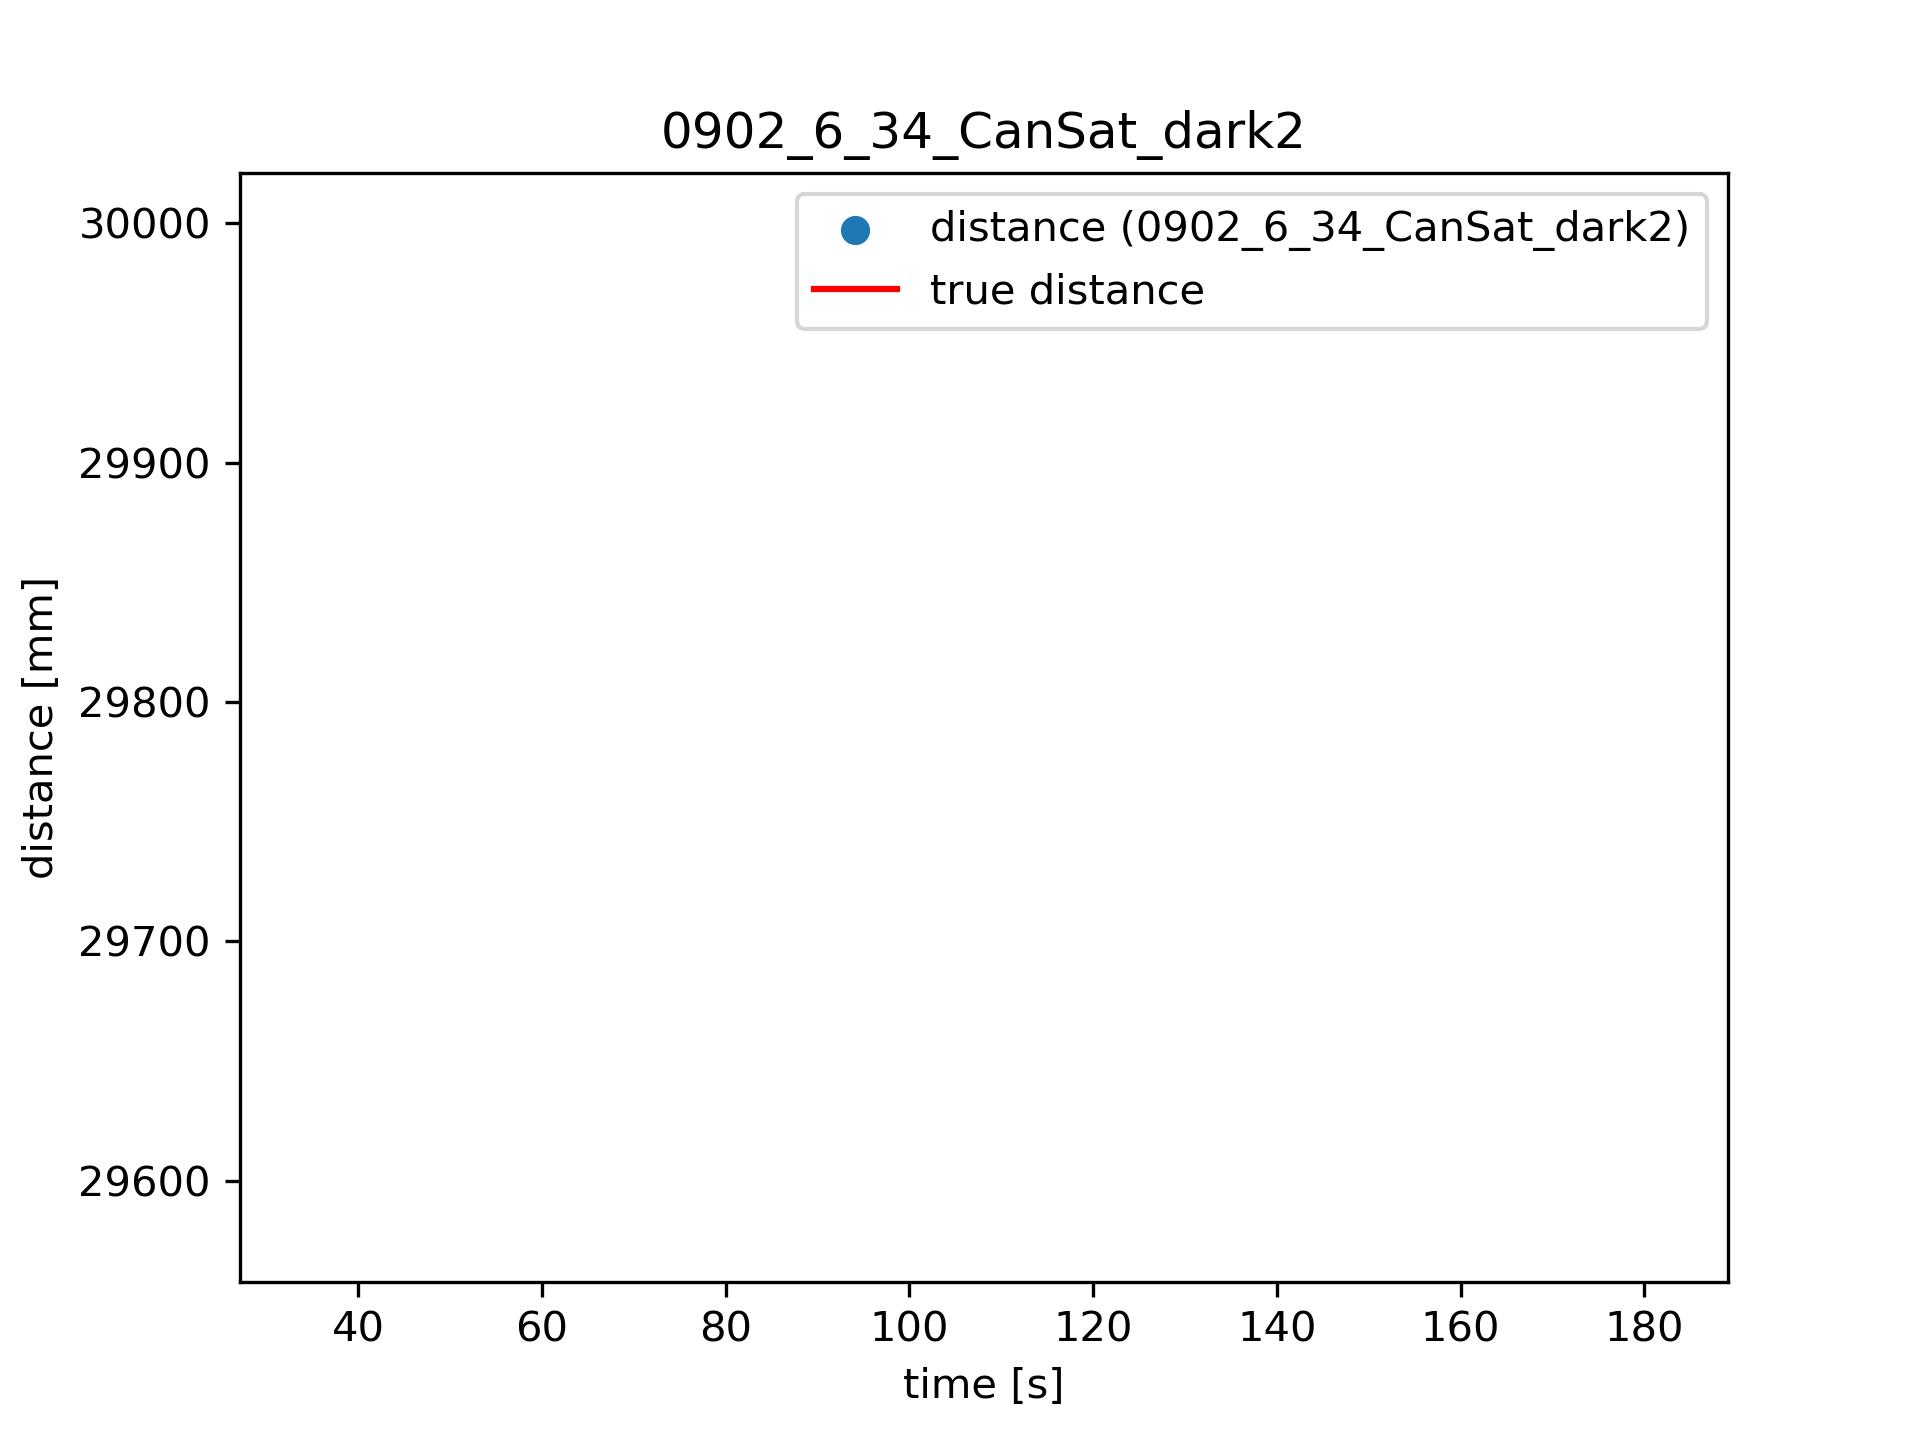 0902_6_34_CanSat_dark2
distance (0902_6_34_CanSat_dark2)
true distance
30000
29900
29800
29700
29600
distance [mm]
40 60 80 100 120 140 160 180
time [s]